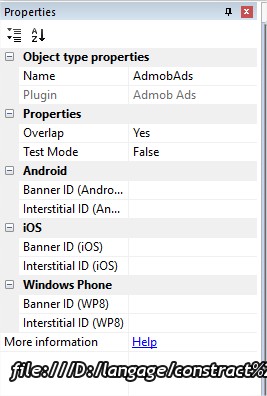 Properties
Object type properties
Name AdmobAds
Plugin Admob Ads
Properties
Overlap Yes
Test Mode False
Android
Banner ID (Andro...
Interstitial ID (An...
iOS
Banner ID (iOS)
Interstitial ID (iOS)
Windows Phone
Banner ID (WP8)
Interstitial ID (WP8)
More information Help
file:///D:/langage/constract%